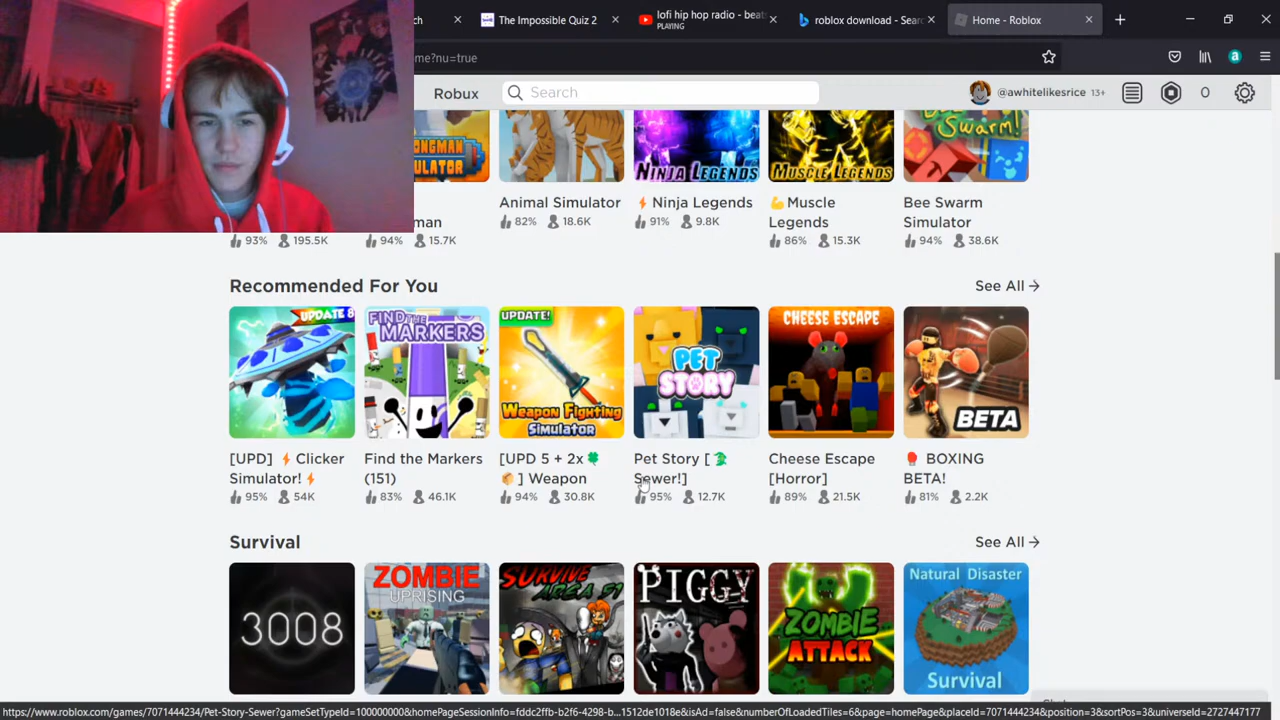 ch
The Impossible Quiz 2
lofi hip hop radio - beats
PLAYING
roblox download - Sear
Home - Roblox
me?nu=true
a
Robux
Search
@awhitelikesrice 13+
0
NGMAN
SIMULATOR
NINJA LEGENDS
MUSCLE LEGENDS
Swarm!
man
Animal Simulator
⚡ Ninja Legends
💪Muscle
Legends
Bee Swarm
Simulator
93% 195.5K
94% 15.7K
82% 18.6K
91% 9.8K
86% 15.3K
94% 38.6K
Recommended For You
See All →
UPDATE 8
FIND THE
MARKERS
UPDATE!
WEAPON FIGHTING
SIMULATOR
PET
STORY
CHEESE ESCAPE
BETA
[UPD] ⚡Clicker
Simulator!⚡
Find the Markers
(151)
[UPD 5 + 2x🍀
📦] Weapon
Pet Story [🐉
Sewer!]
Cheese Escape
[Horror]
🥊 BOXING
BETA!
95% 54K
83% 46.1K
94% 30.8K
95% 12.7K
89% 21.5K
81% 2.2K
Survival
See All →
3008
ZOMBIE
UPRISING
SURVIVE
AREA 51
PIGGY
ZOMBIE
ATTACK
Natural Disaster
Survival
https://www.roblox.com/games/7071444234/Pet-Story-Sewer?gameSetTypeId=100000000&homePageSessionInfo=fddc2ffb-b2f6-4298-b...1512de1018e&isAd=false&numberOfLoadedTiles=6&page=homePage&placeId=7071444234&position=3&sortPos=3&universeId=2727447177